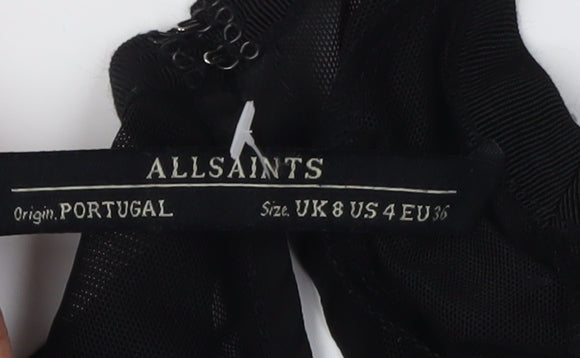 ALLSAINTS
Origin. PORTUGAL Size. UK 8 US 4 EU 36